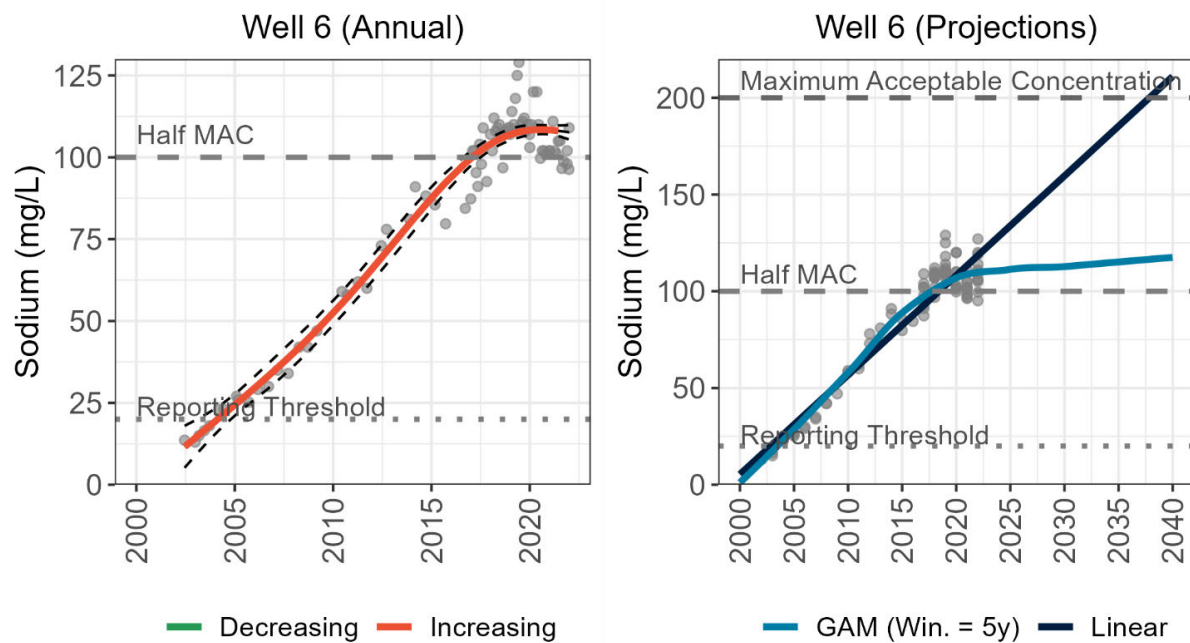 Well 6 (Annual)
Sodium (mg/L)
125
100
75
50
25
0
Half MAC
Reporting Threshold
2000
2005
2010
2015
2020
Decreasing
Increasing
Well 6 (Projections)
Sodium (mg/L)
200
150
100
50
0
Maximum Acceptable Concentration
Half MAC
Reporting Threshold
2000
2005
2010
2015
2020
2025
2030
2035
2040
GAM (Win. = 5y)
Linear